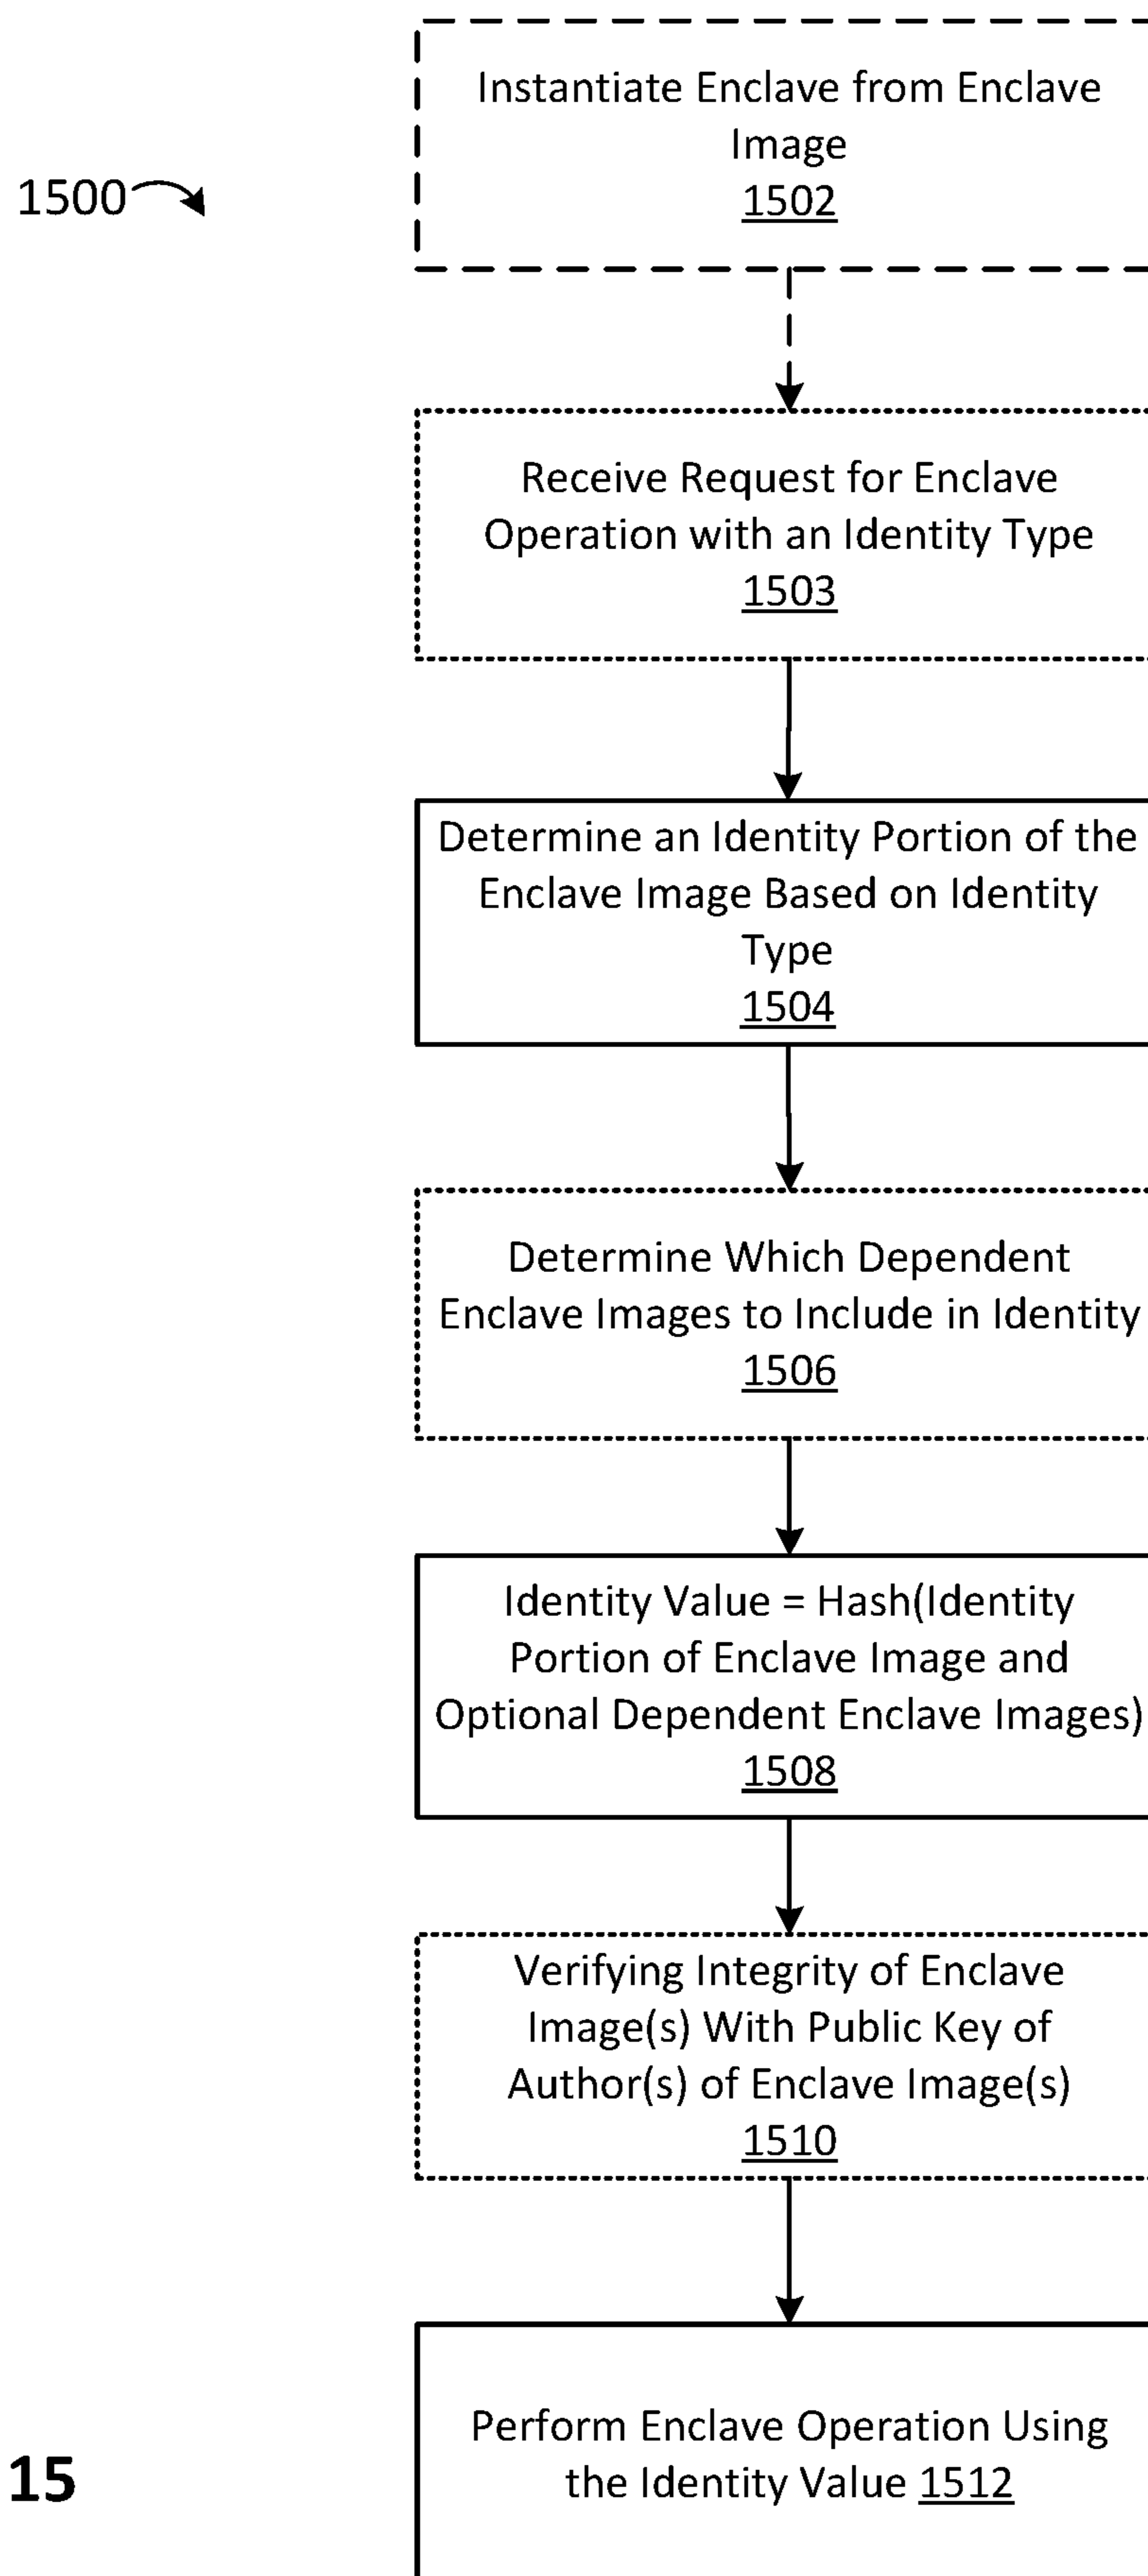 Instantiate Enclave from Enclave
Image
1502
1500
Receive Request for Enclave
Operation with an Identity Type
1503
Determine an Identity Portion of the
Enclave Image Based on Identity
Type
1504
Determine Which Dependent
Enclave Images to Include in Identity
1506
Identity Value = Hash(Identity
Portion of Enclave Image and
Optional Dependent Enclave Images)
1508
Verifying Integrity of Enclave
Image(s) With Public Key of
Author(s) of Enclave Image(s)
1510
Perform Enclave Operation Using
the Identity Value 1512
15